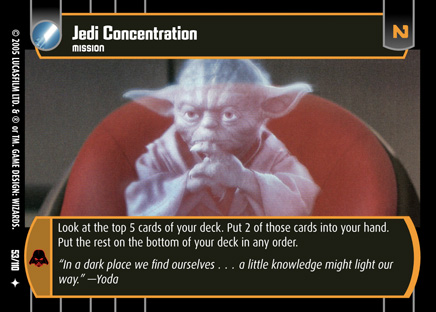 Jedi Concentration
MISSION
N
Look at the top 5 cards of your deck. Put 2 of those cards into your hand.
Put the rest on the bottom of your deck in any order.
“In a dark place we find ourselves . . . a little knowledge might light our
way.” —Yoda
© 2005 LUCASFILM LTD. & ® or TM. GAME DESIGN: WIZARDS.
53/110